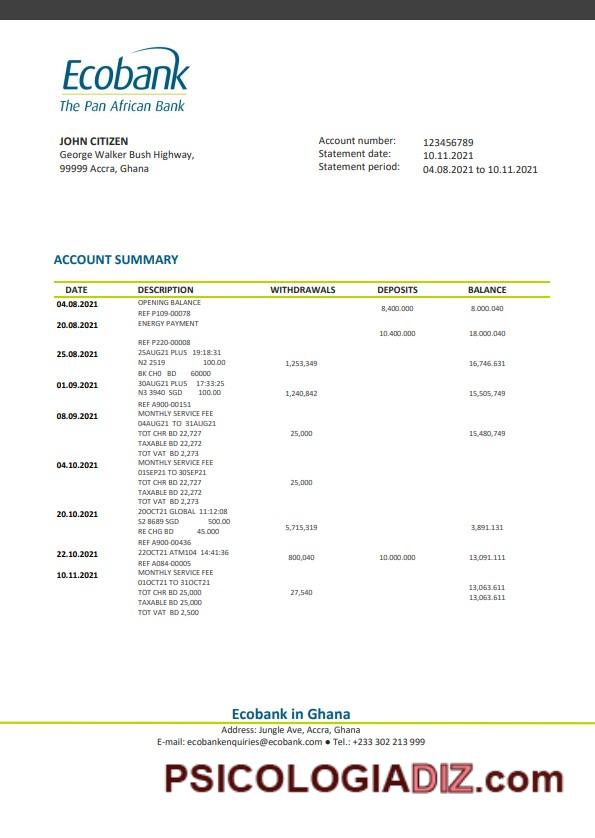 Ecobank
The Pan African Bank
JOHN CITIZEN
George Walker Bush Highway,
99999 Accra, Ghana
Account number: 123456789
Statement date: 10.11.2021
Statement period: 04.08.2021 to 10.11.2021
ACCOUNT SUMMARY
DATE DESCRIPTION WITHDRAWALS DEPOSITS BALANCE
04.08.2021 OPENING BALANCE
8,400.000 8.000.040
REF P109-00078
20.08.2021 ENERGY PAYMENT
10.400.000 18.000.040
REF P220-00008
25.08.2021 25AUG21 PLUS 19:18:31
N2 2519 100.00 1,253,349 16,746.631
BK CH0 BD 60000
01.09.2021 30AUG21 PLUS 17:33:25
N3 3940 SGD 100.00 1,240,842 15,505,749
REF A900-00151
08.09.2021 MONTHLY SERVICE FEE
04AUG21 TO 31AUG21
TOT CHR BD 22,727 25,000 15,480,749
TAXABLE BD 22,272
TOT VAT BD 2,273
04.10.2021 MONTHLY SERVICE FEE
01SEP21 TO 30SEP21
TOT CHR BD 22,727 25,000
TAXABLE BD 22,272
TOT VAT BD 2,273
20.10.2021 20OCT21 GLOBAL 11:12:08
S2 8689 SGD 500.00
5,715,319 3,891.131
RE CHG BD 45.000
REF A900-00436
22.10.2021 22OCT21 ATM104 14:41:36
800,040 10.000.000 13,091.111
REF A084-00005
10.11.2021 MONTHLY SERVICE FEE
01OCT21 TO 31OCT21
13,063.611
TOT CHR BD 25,000 27,540
13,063.611
TAXABLE BD 25,000
TOT VAT BD 2,500
Ecobank in Ghana
Address: Jungle Ave, Accra, Ghana
E-mail: ecobankenquiries@ecobank.com ● Tel.: +233 302 213 999
PSICOLOGIADIZ.com